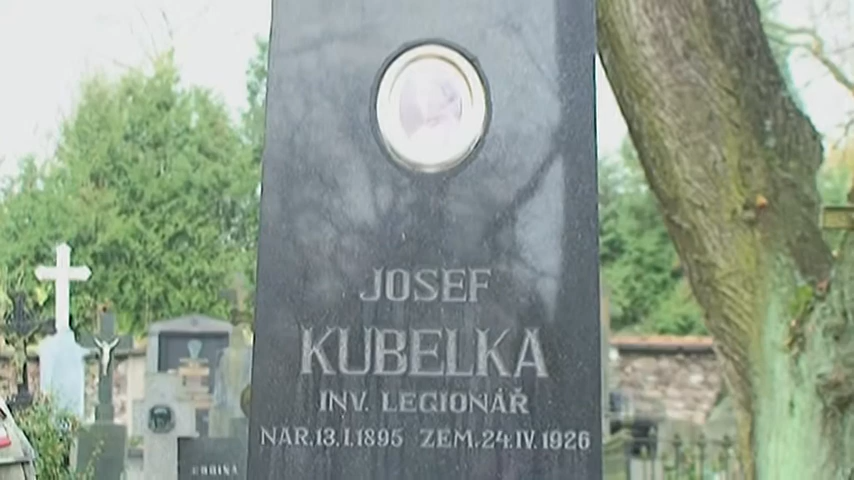 JOSEF
KUBELKA
INV. LEGIONÁŘ
NAR. 13. I. 1895 ZEM. 24. IV. 1926